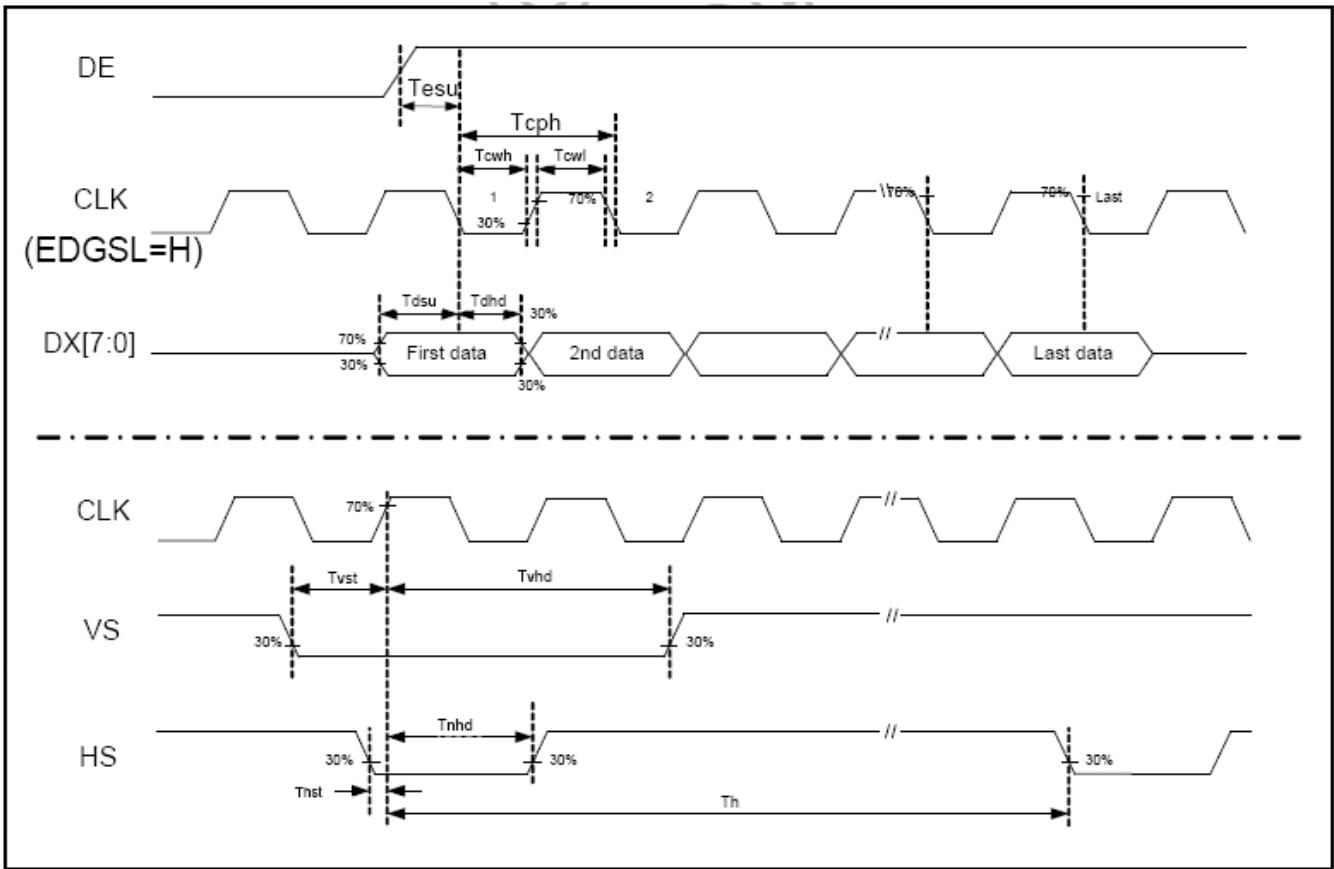 DE
Tesu
Tcph
Tcwh
Tcwl
CLK
(EDGSL=H)
1
30%
70%
2
\\
70%
70%
Last
Tdsu
Tdhd
30%
DX[7:0]
70%
30%
First data
30%
2nd data
//
Last data
CLK
70%
//
Tvst
Tvhd
VS
30%
30%
//
Tnhd
HS
30%
30%
//
30%
Thst
Th